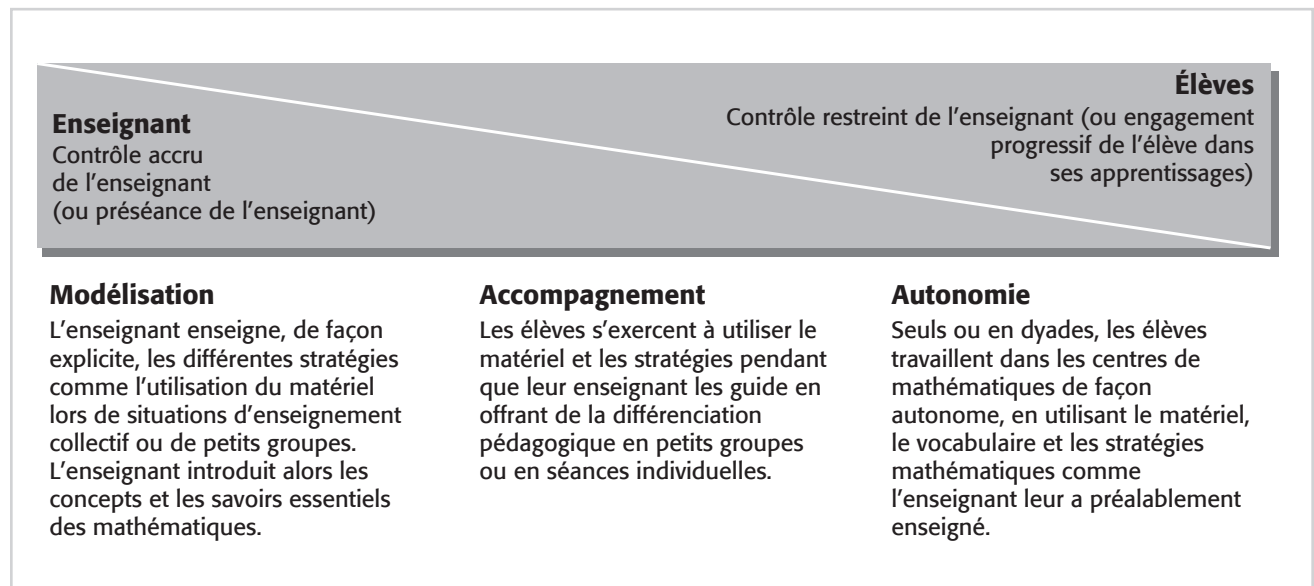 Enseignant
Contrôle accru
de l’enseignant
(ou préséance de l’enseignant)
Élèves
Contrôle restreint de l’enseignant (ou engagement
progressif de l’élève dans
ses apprentissages)
Modélisation
L’enseignant enseigne, de façon
explicite, les différentes stratégies
comme l’utilisation du matériel
lors de situations d’enseignement
collectif ou de petits groupes.
L’enseignant introduit alors les
concepts et les savoirs essentiels
des mathématiques.
Accompagnement
Les élèves s’exercent à utiliser le
matériel et les stratégies pendant
que leur enseignant les guide en
offrant de la différenciation
pédagogique en petits groupes
ou en séances individuelles.
Autonomie
Seuls ou en dyades, les élèves
travaillent dans les centres de
mathématiques de façon
autonome, en utilisant le matériel,
le vocabulaire et les stratégies
mathématiques comme
l’enseignant leur a préalablement
enseigné.